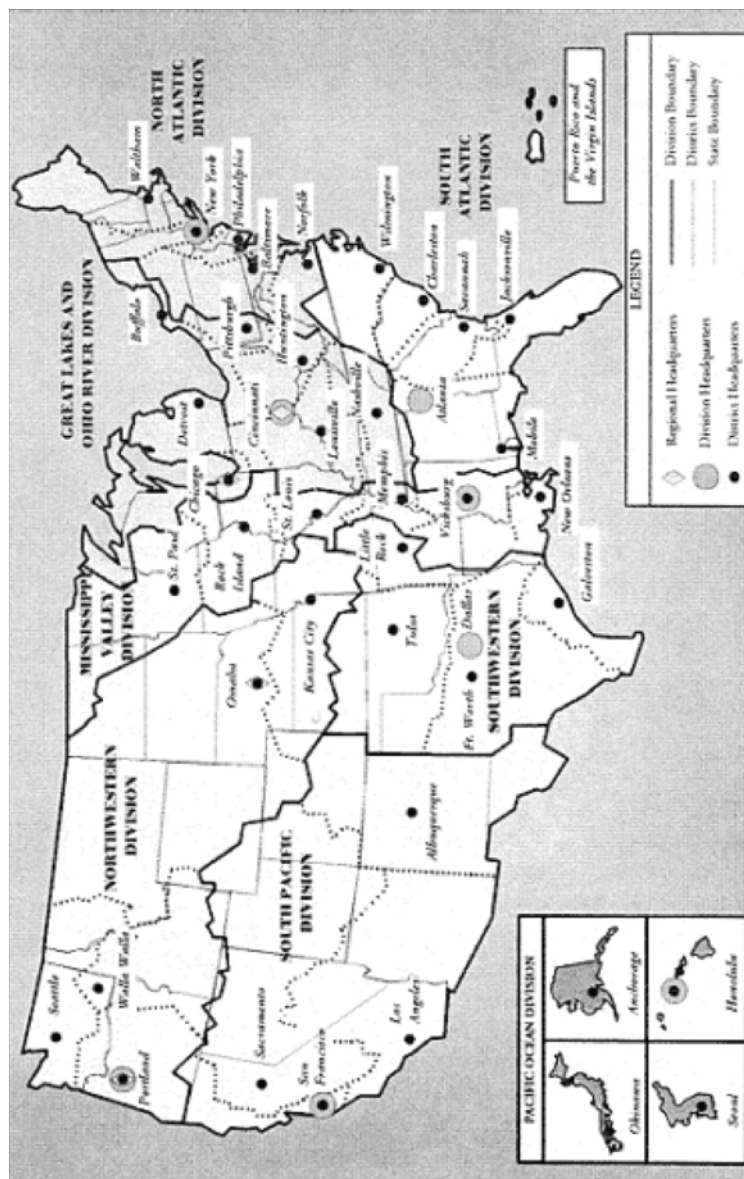 NORTH
ATLANTIC
DIVISION
Waltham
New York
Philadelphia
Baltimore
Norfolk
GREAT LAKES AND
OHIO RIVER DIVISION
Buffalo
Pittsburgh
Huntington
Detroit
Cincinnati
Louisville
Nashville
Chicago
SOUTH
ATLANTIC
DIVISION
Wilmington
Charleston
Savannah
Jacksonville
Atlanta
Mobile
Puerto Rico and
the Virgin Islands
MISSISSIPPI
VALLEY
DIVISION
St. Paul
Rock
Island
St. Louis
Memphis
Vicksburg
New Orleans
Little
Rock
Tulsa
Dallas
Ft. Worth
Galveston
SOUTHWESTERN
DIVISION
NORTHWESTERN
DIVISION
Omaha
Kansas City
Seattle
Walla Walla
Portland
SOUTH PACIFIC
DIVISION
Albuquerque
Sacramento
San
Francisco
Los
Angeles
PACIFIC OCEAN DIVISION
Okinawa
Anchorage
Seoul
Honolulu
LEGEND
Regional Headquarters
Division Headquarters
District Headquarters
Division Boundary
District Boundary
State Boundary